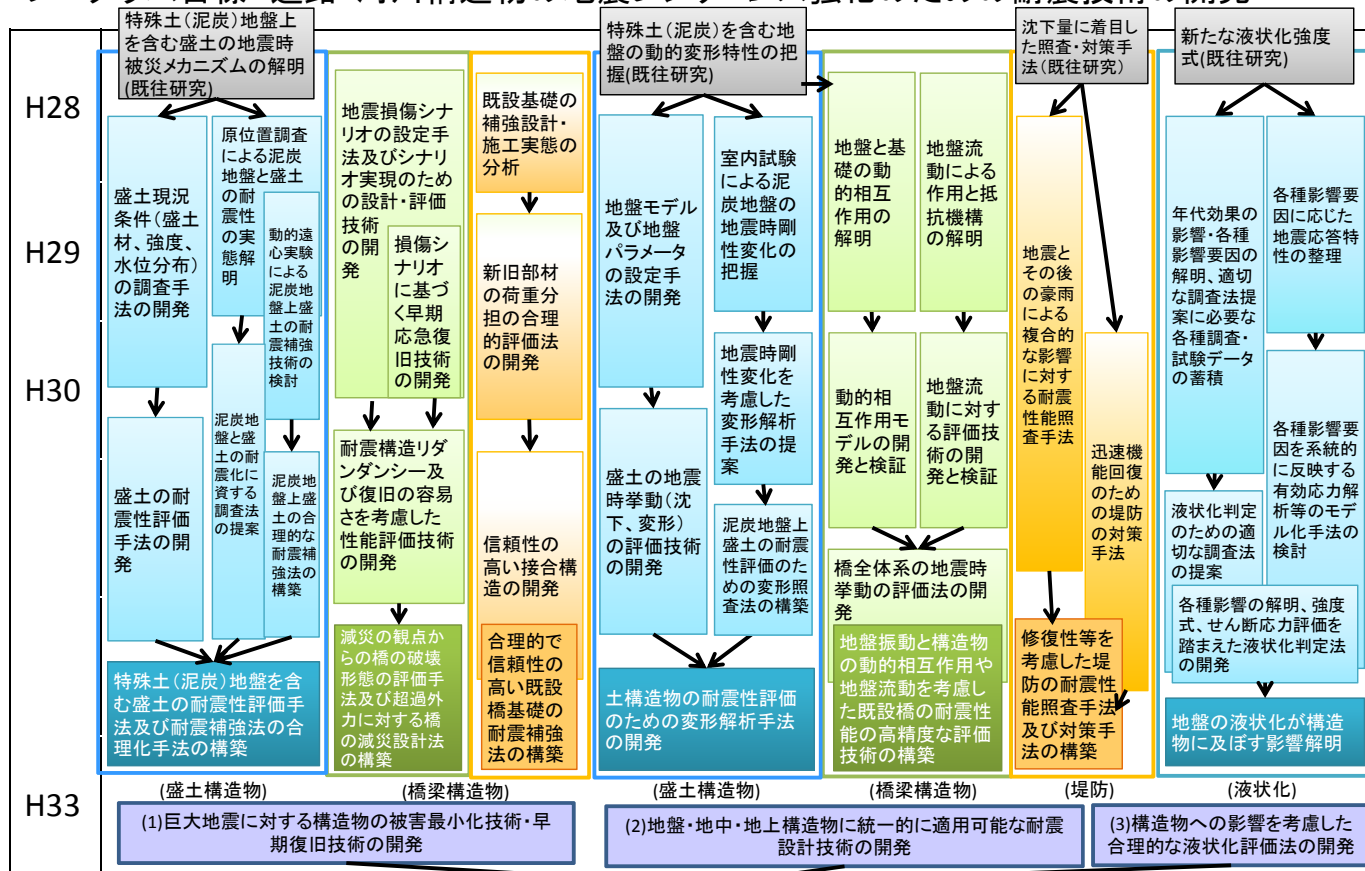 特殊土(泥炭)地盤上
を含む盛土の地震時
被災メカニズムの解明
(既往研究)
特殊土(泥炭)を含む地
盤の動的変形特性の把
握(既往研究)
沈下量に着目し
た照査・対策手
法(既往研究)
新たな液状化強度
式(既往研究)
H28
H29
H30
H33
盛土現況
条件(盛土
材、強度、
水位分布)
の調査手
法の開発
原位置調査
による泥炭
地盤と盛土
の耐
震性
の実
態解
明
動的遠
心実験に
よる
泥炭地
盤上盛
土の耐
震補強
技術の
検討
泥炭地
盤と盛
土の耐
震化に
資する
調査法
の提案
盛土の耐
震性評価
手法の開
発
泥炭地
盤上盛
土の合
理的な
耐震補
強法の
構築
特殊土(泥炭)地盤を含
む盛土の耐震性評価手
法及び耐震補強法の合
理化手法の構築
地震損傷シナ
リオの設定手
法及びシナリ
オ実現のため
の設計・評価
技術
の開
発
損傷シ
ナリオ
に基づ
く早期
応急復
旧技術
の開発
耐震構造リダ
ンダンシー及
び復旧の容易
さを考慮した
性能評価技術
の開発
減災の観点か
らの橋の破壊
形態の評価手
法及び超過外
力に対する橋
の減災設計法
の構築
既設基礎の
補強設計・
施工実態の
分析
新旧部材
の荷重分
担の合理
的評価法
の開発
信頼性の
高い接合構
造の開発
合理的で
信頼性の
高い既設
橋基礎の
耐震補強
法の構築
地盤モデル
及び地盤
パラメータ
の設定手
法の開発
室内試験
による泥
炭地盤の
地震時剛
性変化の
把握
地震時剛
性変化を
考慮した
変形解析
手法の提
案
盛土の地震
時挙動(沈
下、変形)
の評価技術
の開発
泥炭地盤上
盛土の耐震
性評価のた
めの変形照
査法の構築
土構造物の耐震性評価
のための変形解析手法
の開発
地盤と基
礎の動
的相互
作用の
解明
地盤流
動による
作用と抵
抗機構
の解明
動的相
互作用モ
デルの開
発と検証
地盤流
動に対す
る評価技
術の開
発と検証
橋全体系の地震時
挙動の評価法の開
発
地盤振動と構造物
の動的相互作用や
地盤流動を考慮し
た既設橋の耐震性
能の高精度な評価
技術の構築
地震と
その後
の豪雨
による
複合的
な影響
に対す
る耐震
性能照
査手法
迅速機
能回復
のため
の堤防
の対策
手法
修復性等を
考慮した堤
防の耐震性
能照査手法
及び対策手
法の構築
年代効果の
影響・各種
影響要因の
解明、適切
な調査法提
案に必要な
各種調査・
試験データ
の蓄積
各種影響要
因に応じた
地震応答特
性の整理
液状化判定
のための適
切な調査法
の提案
各種影響要
因を系統的
に反映する
有効応力解
析等のモデ
ル化手法の
検討
各種影響の解明、強度
式、せん断応力評価を
踏まえた液状化判定法
の開発
地盤の液状化が構造
物に及ぼす影響解明
(盛土構造物)
(橋梁構造物)
(盛土構造物)
(橋梁構造物)
(堤防)
(液状化)
(1)巨大地震に対する構造物の被害最小化技術・早
期復旧技術の開発
(2)地盤・地中・地上構造物に統一的に適用可能な耐震
設計技術の開発
(3)構造物への影響を考慮した
合理的な液状化評価法の開発